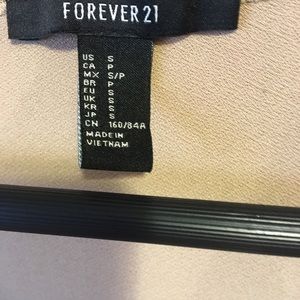 FOREVER 21
US S
CA P
MX S/P
BR P
EU S
UK S
KR S
JP S
CN 160/84A
MADE IN
VIETNAM